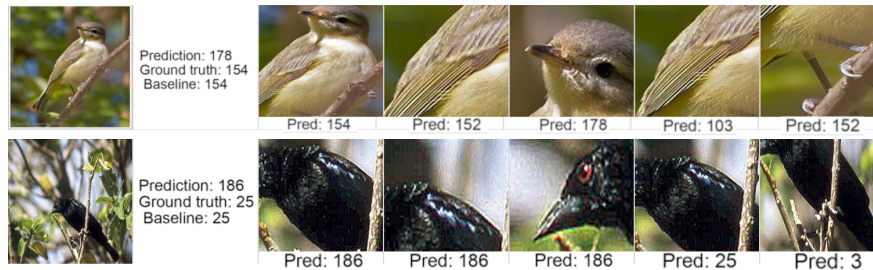 Prediction: 178
Ground truth: 154
Baseline: 154
Pred: 154 Pred: 152 Pred: 178 Pred: 103 Pred: 152
Prediction: 186
Ground truth: 25
Baseline: 25
Pred: 186 Pred: 186 Pred: 186 Pred: 25 Pred: 3